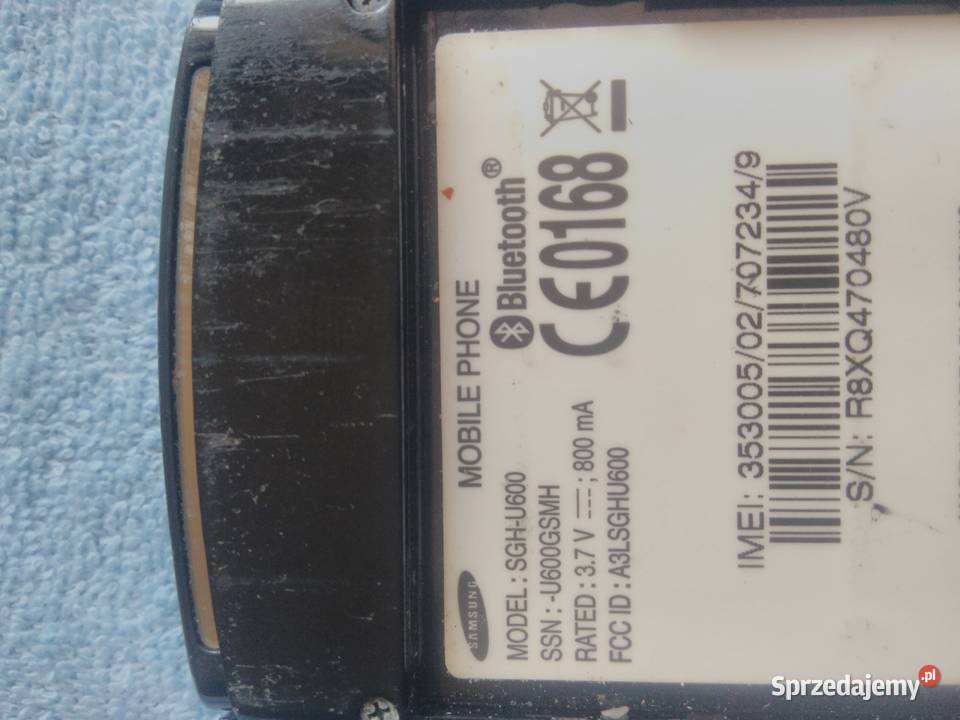 SAMSUNG
MOBILE PHONE
Bluetooth®
MODEL : SGH-U600
SSN : -U600GSMH
RATED : 3.7 V ; 800 mA
FCC ID : A3LSGHU600
CE0168
IMEI: 353005/02/707234/9
S/N: R8XQ470480V
Sprzedajemy.pl